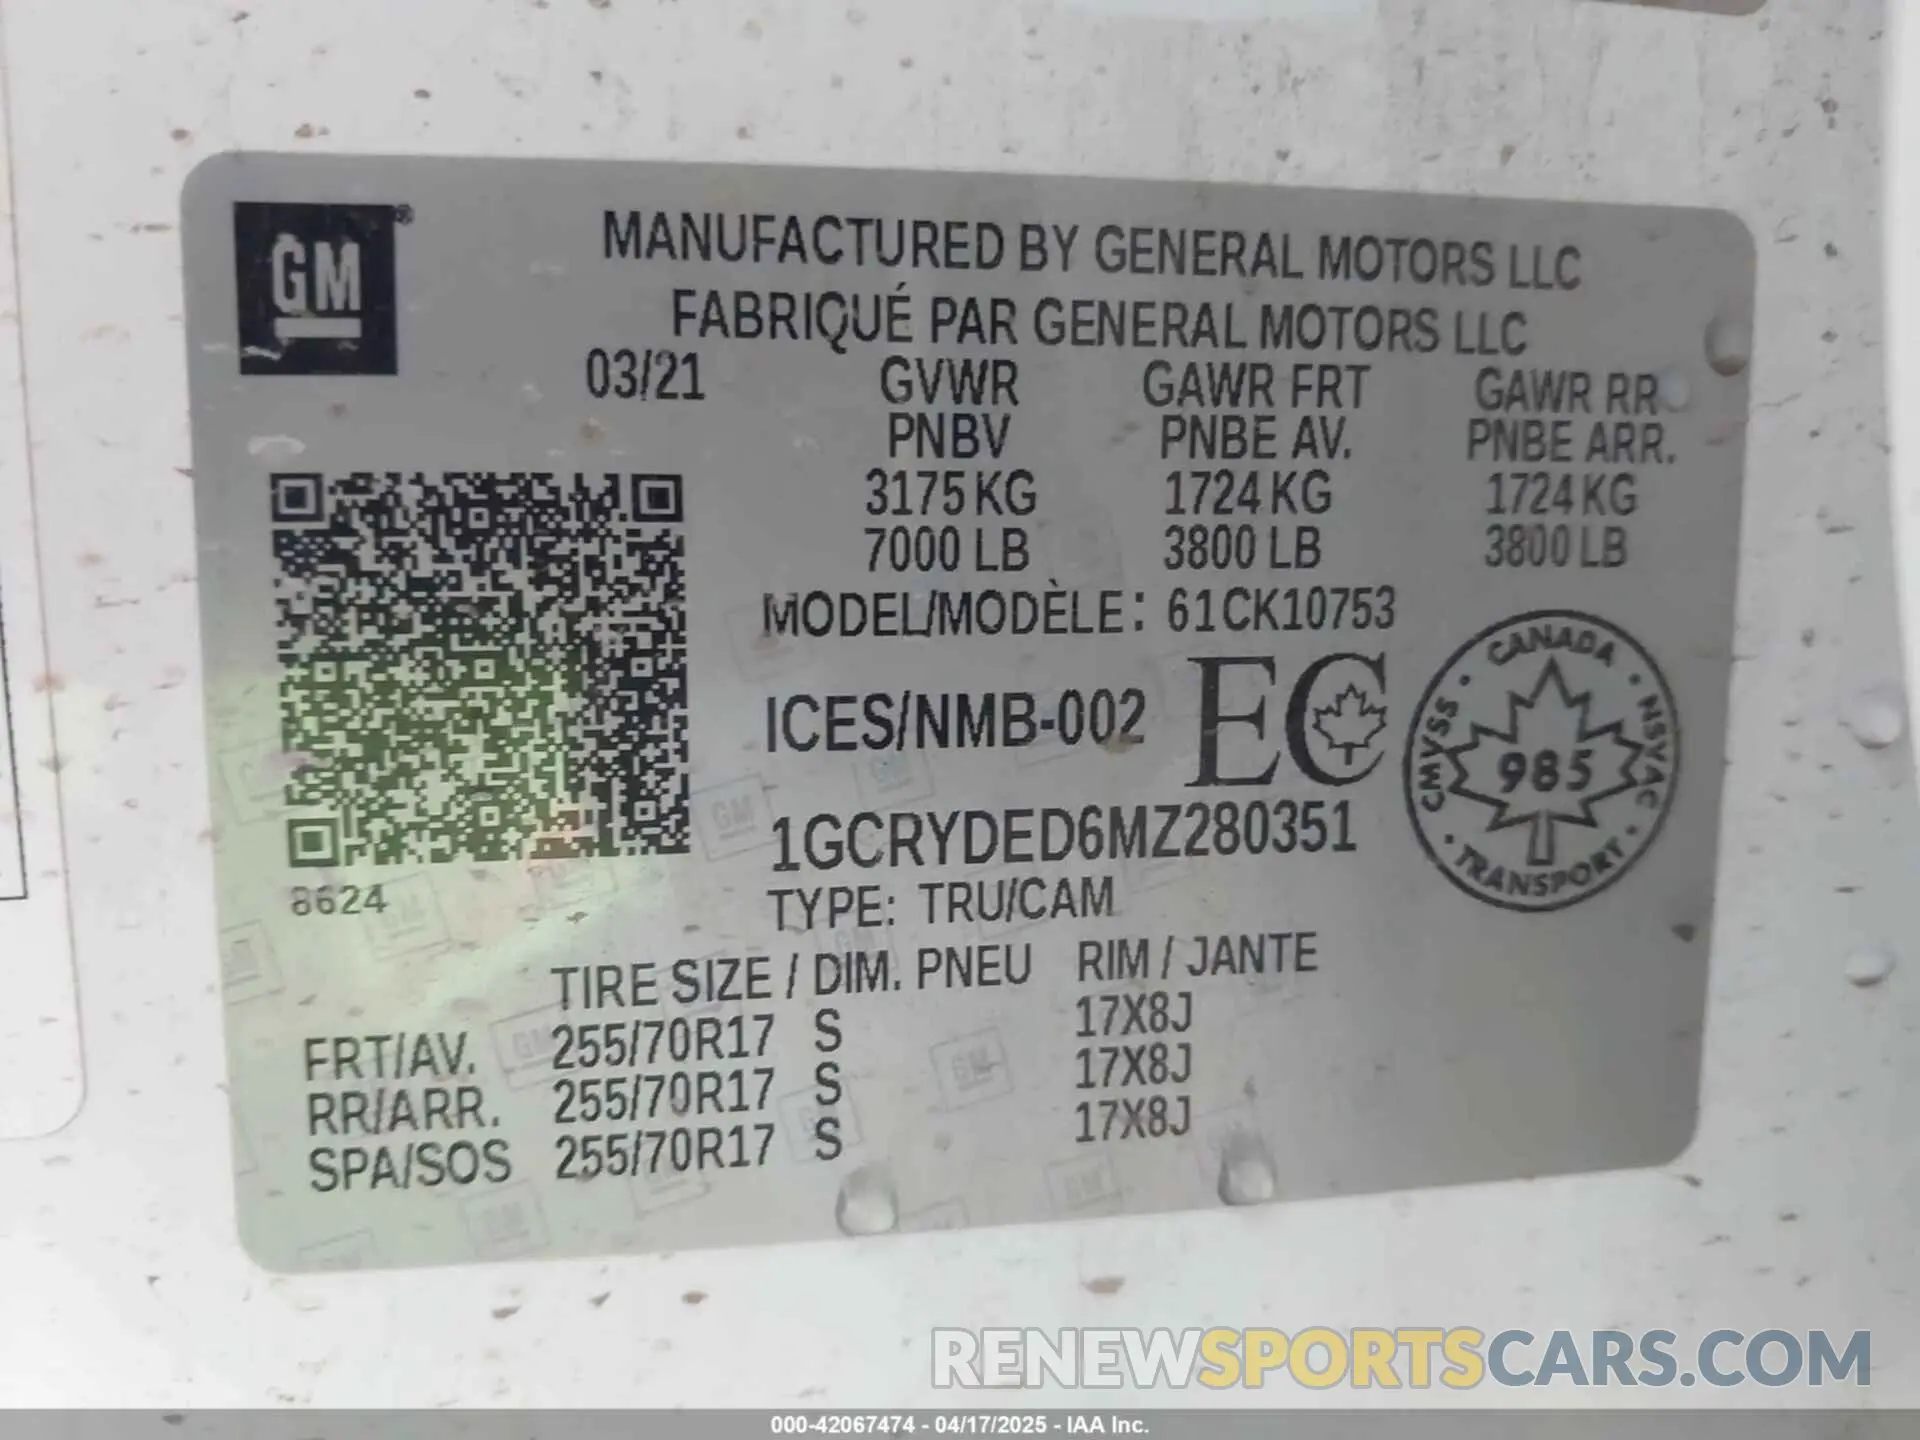 GM®
MANUFACTURED BY GENERAL MOTORS LLC
FABRIQUÉ PAR GENERAL MOTORS LLC
03/21 GVWR GAWR FRT GAWR RR
PNBV PNBE AV. PNBE ARR.
3175 KG 1724 KG 1724 KG
7000 LB 3800 LB 3800 LB
MODEL/MODÈLE: 61CK10753
ICES/NMB-002 EC
CANADA
CMVSS · NSVAC
985
TRANSPORT
1GCRYDED6MZ280351
8624
TYPE: TRU/CAM
TIRE SIZE / DIM. PNEU RIM / JANTE
FRT/AV. 255/70R17 S 17X8J
RR/ARR. 255/70R17 S 17X8J
SPA/SOS 255/70R17 S 17X8J
RENEWSPORTSCARS.COM
000-42067474 - 04/17/2025 - IAA Inc.